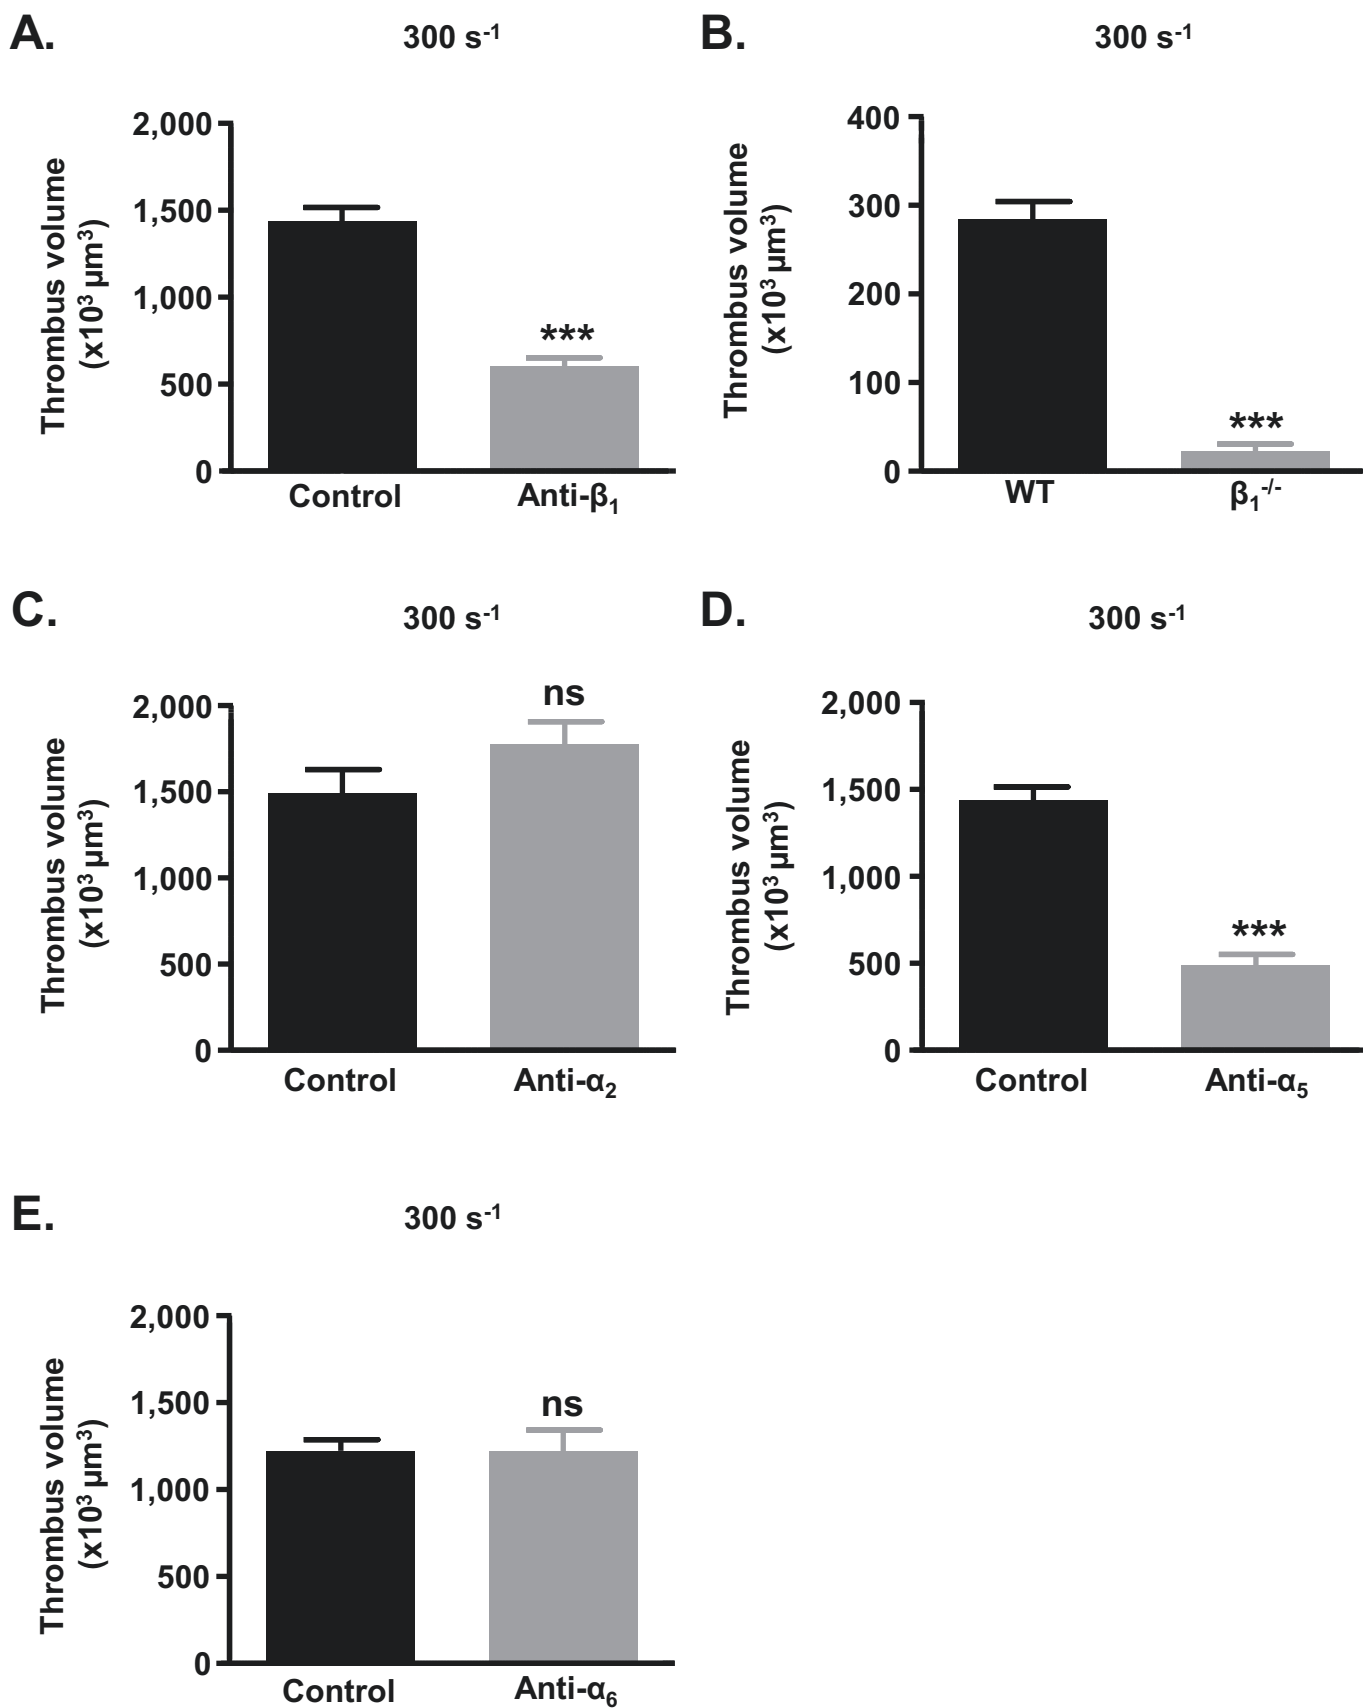 A.
300 s⁻¹
Thrombus volume
(x10³ µm³)
2,000
1,500
1,000
500
0
***
Control
Anti-β₁
B.
300 s⁻¹
Thrombus volume
(x10³ µm³)
400
300
200
100
0
***
WT
β₁⁻/⁻
C.
300 s⁻¹
Thrombus volume
(x10³ µm³)
2,000
1,500
1,000
500
0
ns
Control
Anti-α₂
D.
300 s⁻¹
Thrombus volume
(x10³ µm³)
2,000
1,500
1,000
500
0
***
Control
Anti-α₅
E.
300 s⁻¹
Thrombus volume
(x10³ µm³)
2,000
1,500
1,000
500
0
ns
Control
Anti-α₆